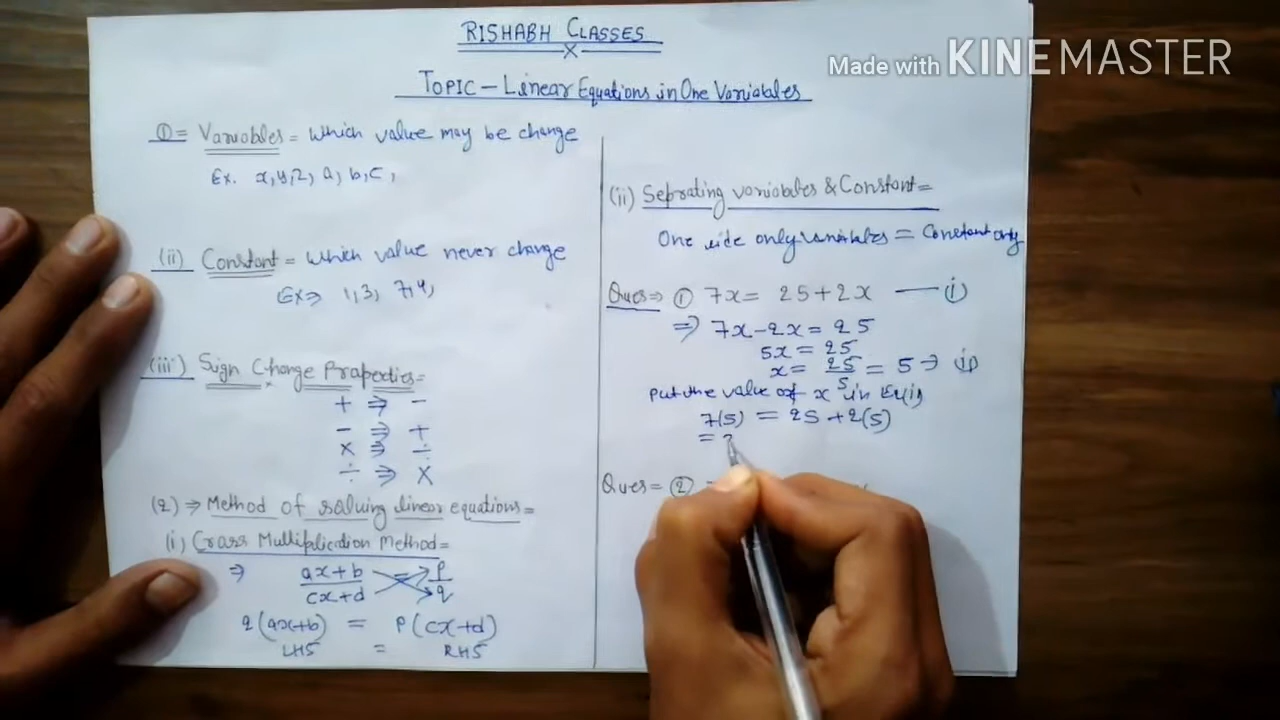 RISHABH CLASSES
Made with KINEMASTER
TOPIC - Linear Equations in One Variables
① = Variables = which value may be change
Ex. x, y, z, a, b, c,
(ii) Constant = which value never change
Ex ⇒ 1, 3, 7, 4,
(iii) Sign Change Properties =
+ ⇒ -
- ⇒ +
× ⇒ ÷
÷ ⇒ ×
(2) ⇒ Method of solving linear equations =
(i) Cross Multiplication Method =
⇒ ax+b / cx+d = p / q
q(ax+b) = p(cx+d)
LHS = RHS
(ii) Seprating variables & Constant =
One side only variables = Constant only
Ques ⇒ ① 7x = 25+2x — (i)
⇒ 7x-2x = 25
5x = 25
x = 25/5 = 5 → (ii)
Put the value of x in Eq(i)
7(5) = 25+2(5)
=
Ques = ②